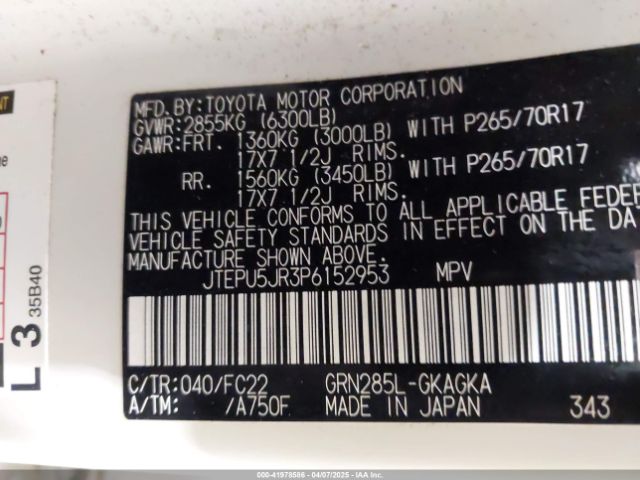 MFD. BY: TOYOTA MOTOR CORPORATION
GVWR: 2855KG (6300LB)
GAWR: FRT. 1360KG (3000LB) WITH P265/70R17
17X7 1/2J RIMS.
RR. 1560KG (3450LB) WITH P265/70R17
17X7 1/2J RIMS.
THIS VEHICLE CONFORMS TO ALL APPLICABLE FEDER
VEHICLE SAFETY STANDARDS IN EFFECT ON THE DA
MANUFACTURE SHOWN ABOVE.
JTEPU5JR3P6152953 MPV
C/TR: 040/FC22 GRN285L-GKAGKA
A/TM: /A750F MADE IN JAPAN 343
L 3 35B40
000-41978586 - 04/07/2025 - IAAI